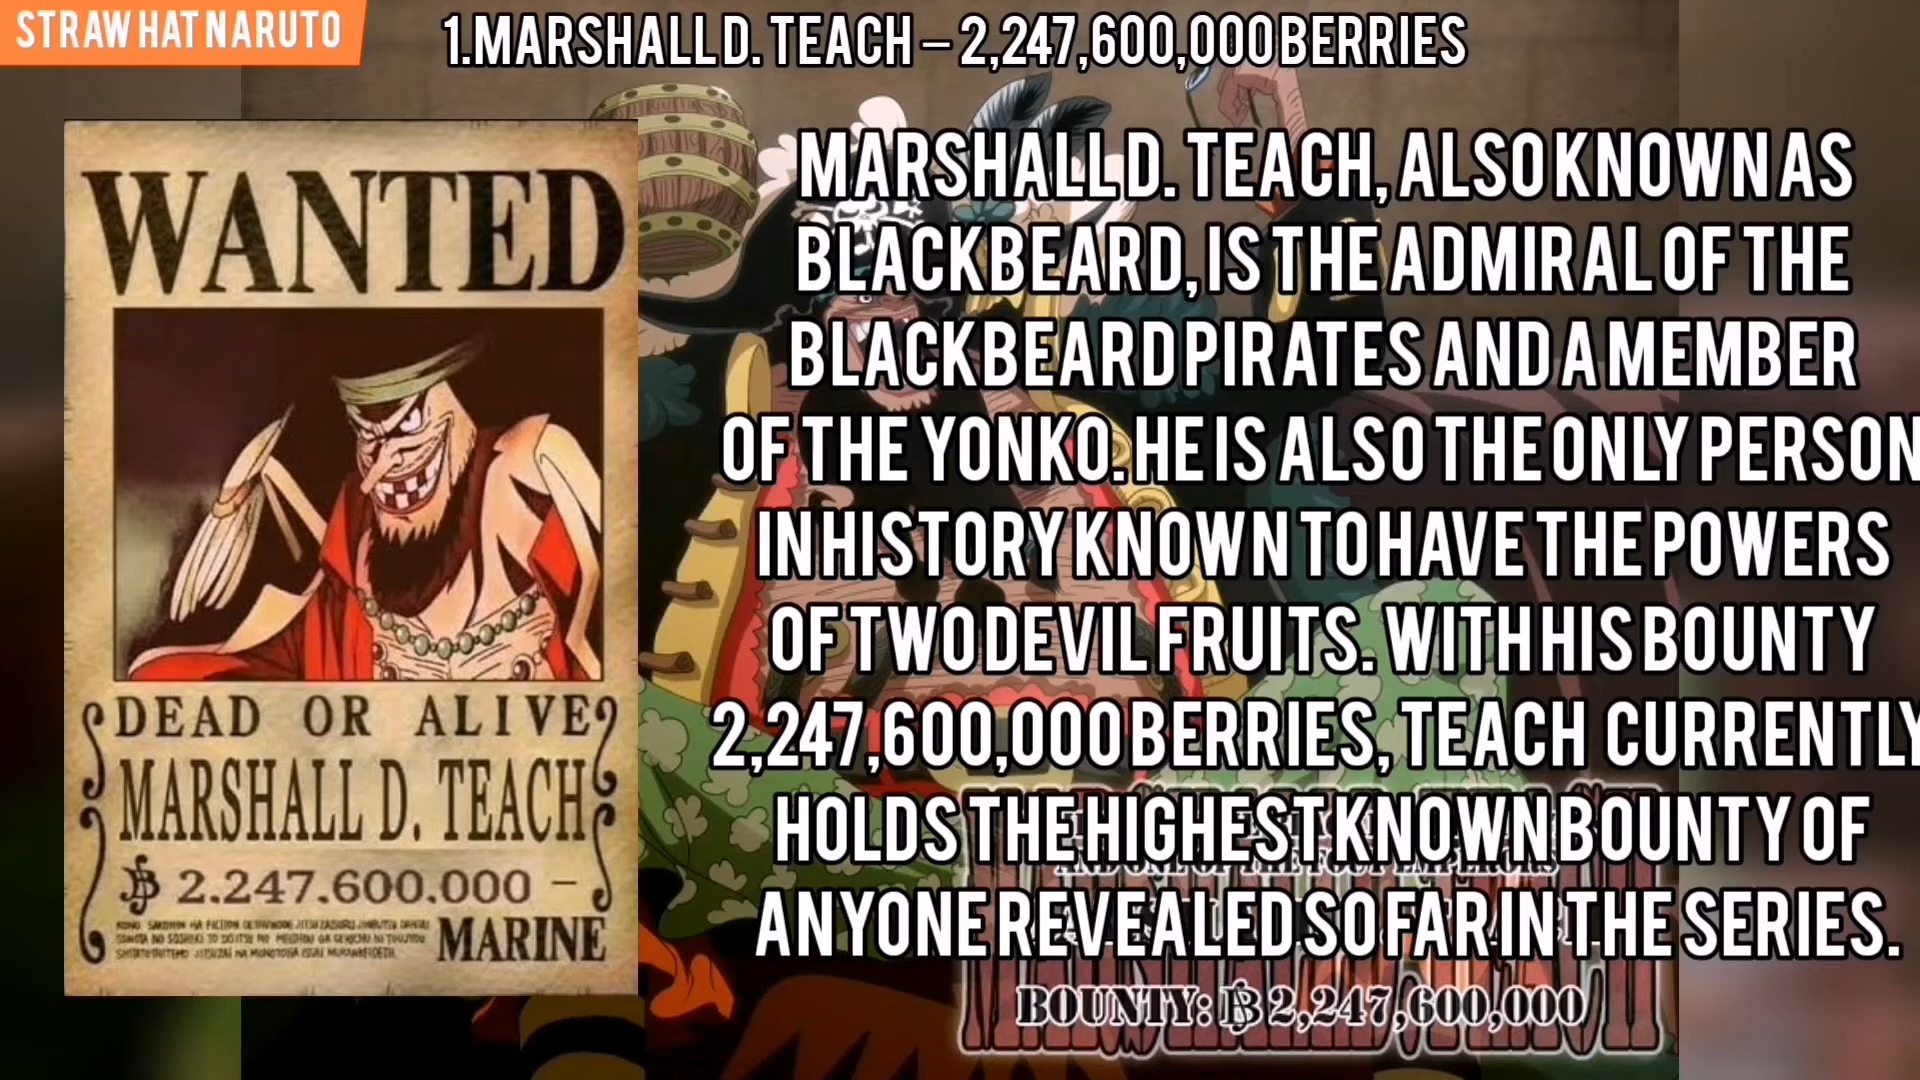 STRAW HAT NARUTO
1.MARSHALL D. TEACH – 2,247,600,000 BERRIES
WANTED
DEAD OR ALIVE
MARSHALL D. TEACH
฿ 2.247.600.000 –
MARINE
MARSHALL D. TEACH, ALSO KNOWN AS
BLACKBEARD, IS THE ADMIRAL OF THE
BLACKBEARD PIRATES AND A MEMBER
OF THE YONKO. HE IS ALSO THE ONLY PERSON
IN HISTORY KNOWN TO HAVE THE POWERS
OF TWO DEVIL FRUITS. WITH HIS BOUNTY
2,247,600,000 BERRIES, TEACH CURRENTLY
HOLDS THE HIGHEST KNOWN BOUNTY OF
ANYONE REVEALED SO FAR IN THE SERIES.
BOUNTY: ฿ 2,247,600,000